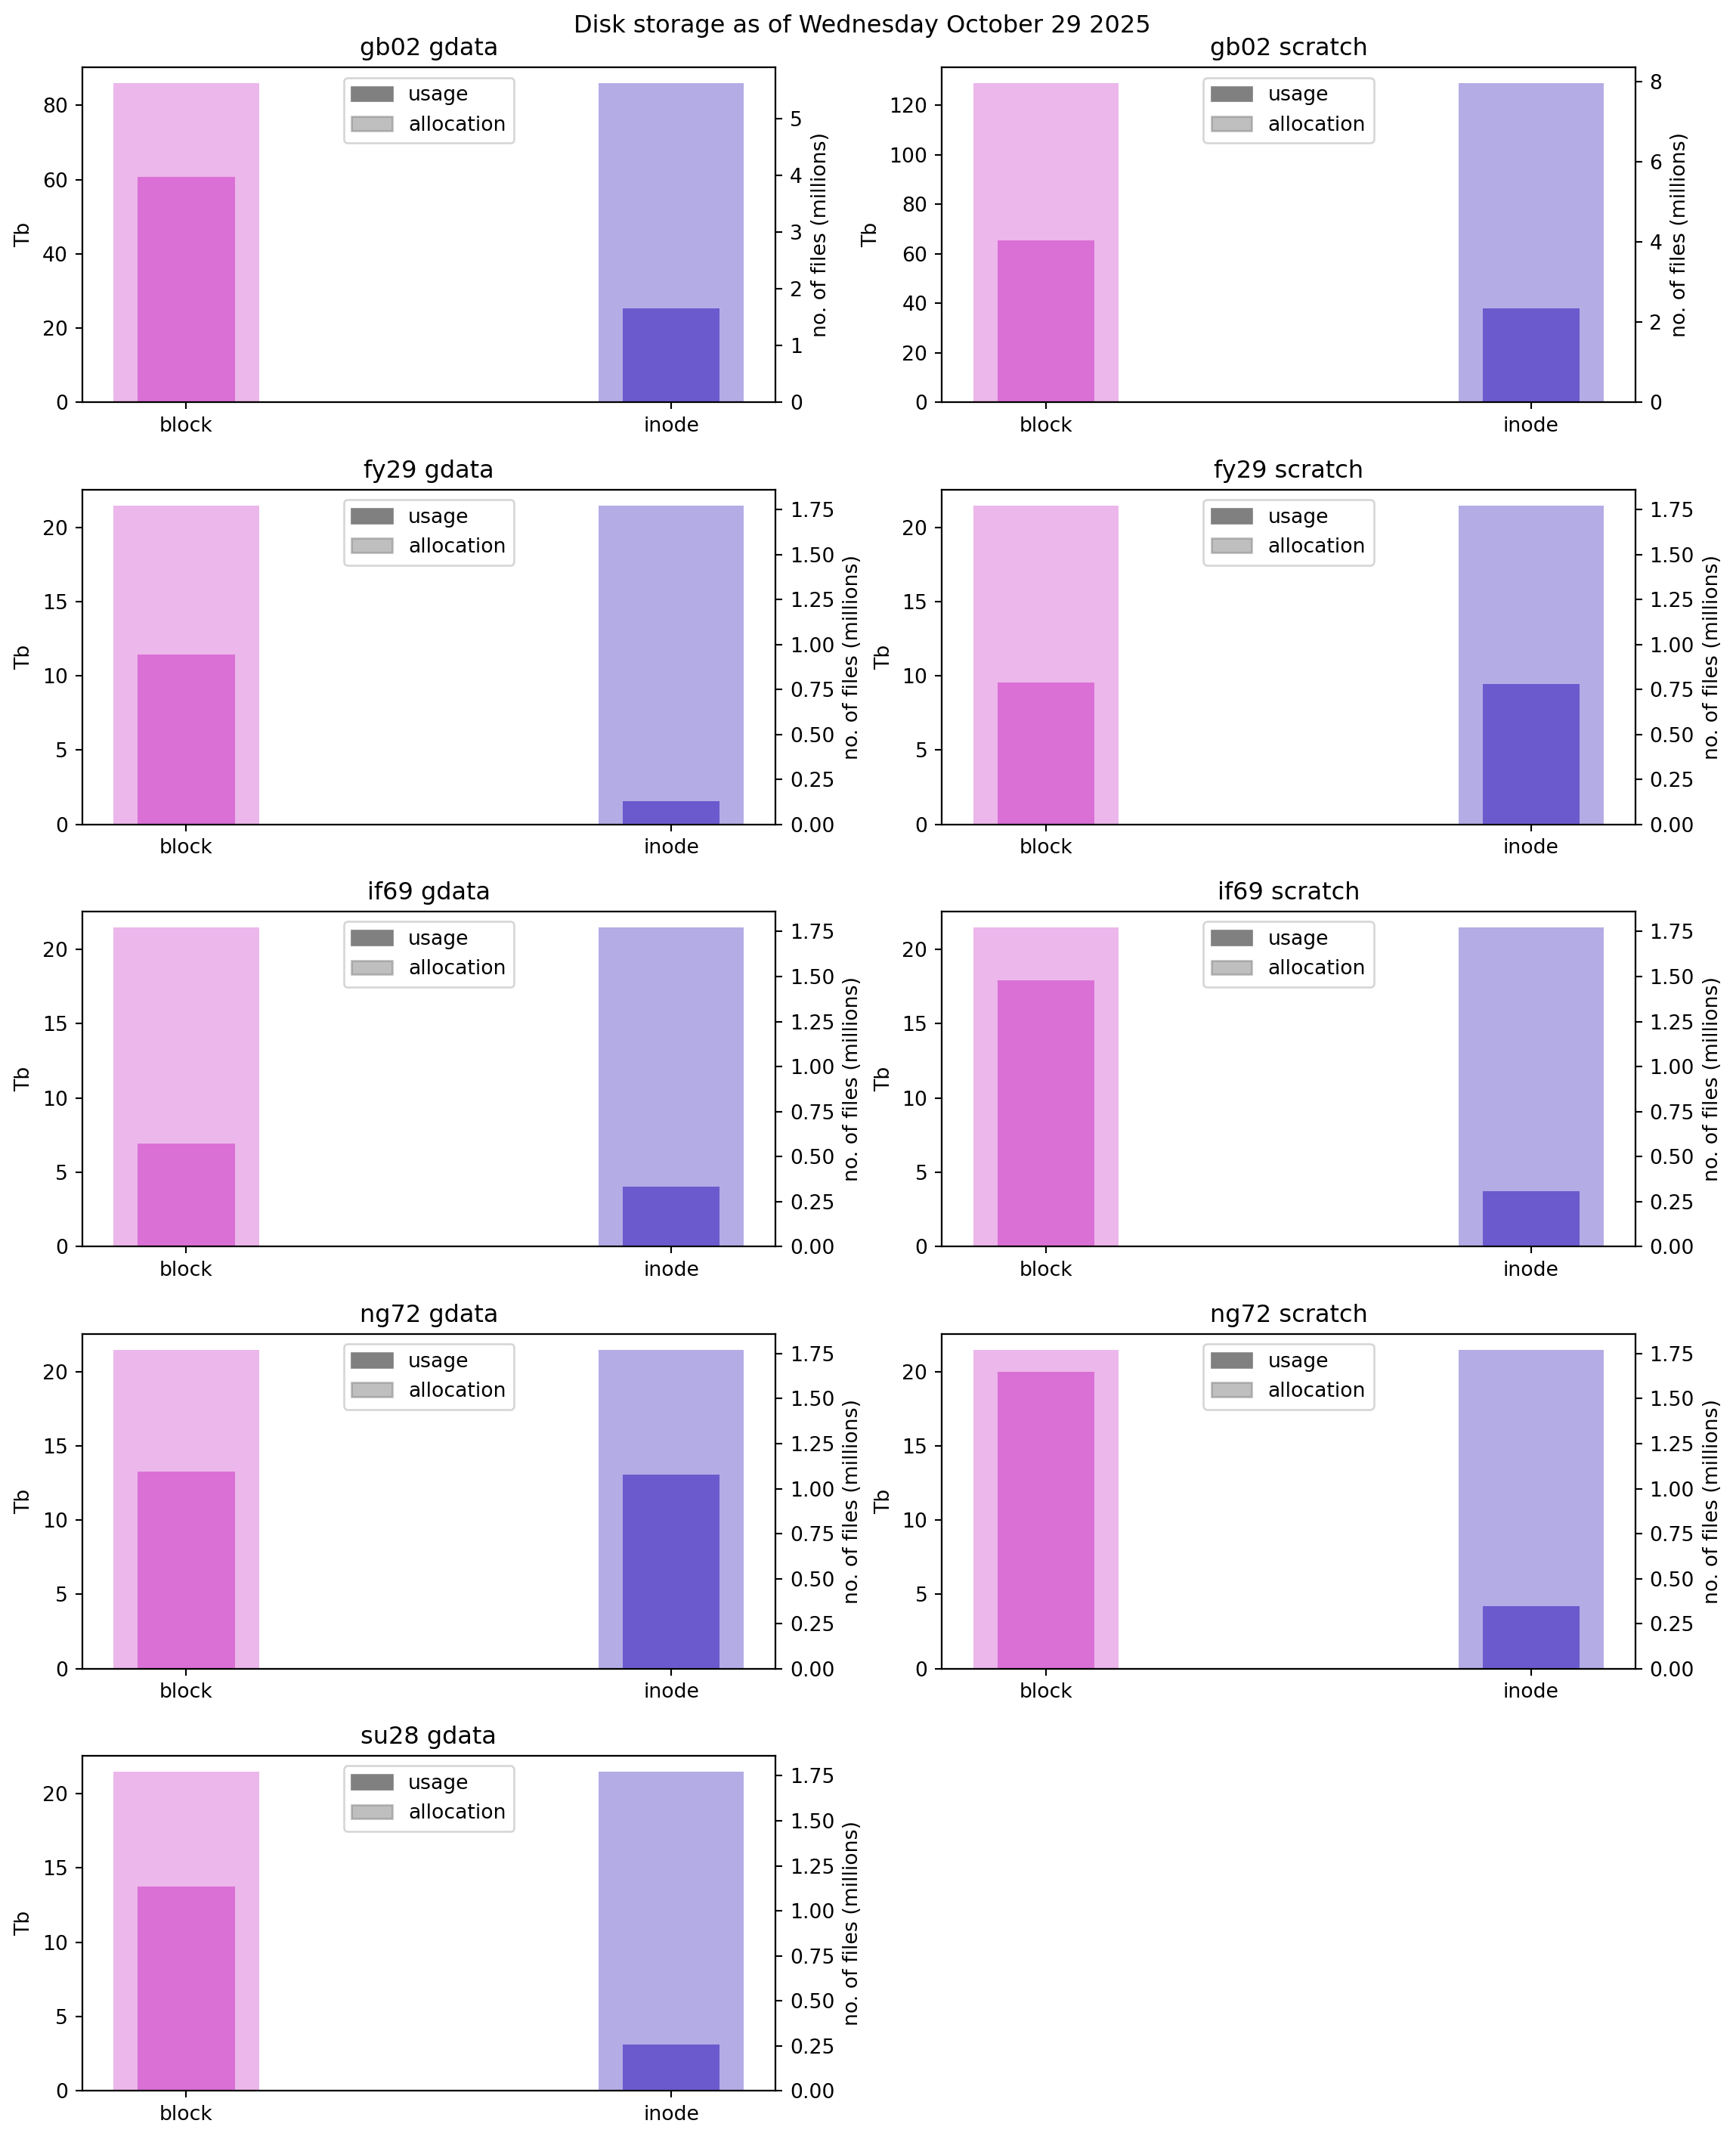 Disk storage as of Wednesday October 29 2025
gb02 gdata
usage
allocation
80
60
40
20
0
Tb
5
4
3
2
1
0
no. of files (millions)
block
inode
gb02 scratch
usage
allocation
120
100
80
60
40
20
0
Tb
8
6
4
2
0
no. of files (millions)
block
inode
fy29 gdata
usage
allocation
20
15
10
5
0
Tb
1.75
1.50
1.25
1.00
0.75
0.50
0.25
0.00
no. of files (millions)
block
inode
fy29 scratch
usage
allocation
20
15
10
5
0
Tb
1.75
1.50
1.25
1.00
0.75
0.50
0.25
0.00
no. of files (millions)
block
inode
if69 gdata
usage
allocation
20
15
10
5
0
Tb
1.75
1.50
1.25
1.00
0.75
0.50
0.25
0.00
no. of files (millions)
block
inode
if69 scratch
usage
allocation
20
15
10
5
0
Tb
1.75
1.50
1.25
1.00
0.75
0.50
0.25
0.00
no. of files (millions)
block
inode
ng72 gdata
usage
allocation
20
15
10
5
0
Tb
1.75
1.50
1.25
1.00
0.75
0.50
0.25
0.00
no. of files (millions)
block
inode
ng72 scratch
usage
allocation
20
15
10
5
0
Tb
1.75
1.50
1.25
1.00
0.75
0.50
0.25
0.00
no. of files (millions)
block
inode
su28 gdata
usage
allocation
20
15
10
5
0
Tb
1.75
1.50
1.25
1.00
0.75
0.50
0.25
0.00
no. of files (millions)
block
inode